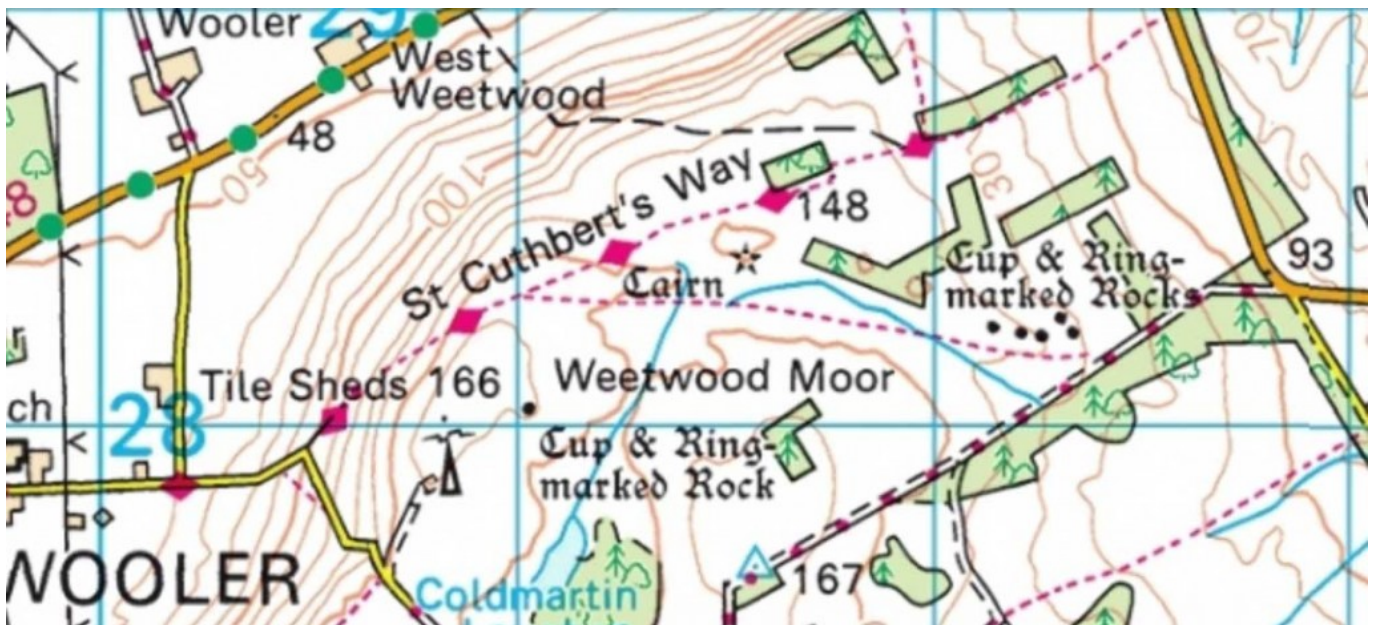 Wooler
29
West
Weetwood
48
50
100
St Cuthbert's Way
148
30
70
Cairn
Cup & Ring-
marked Rocks
93
Tile Sheds
166
Weetwood Moor
ch
28
Cup & Ring-
marked Rock
WOOLER
Coldmartin
167